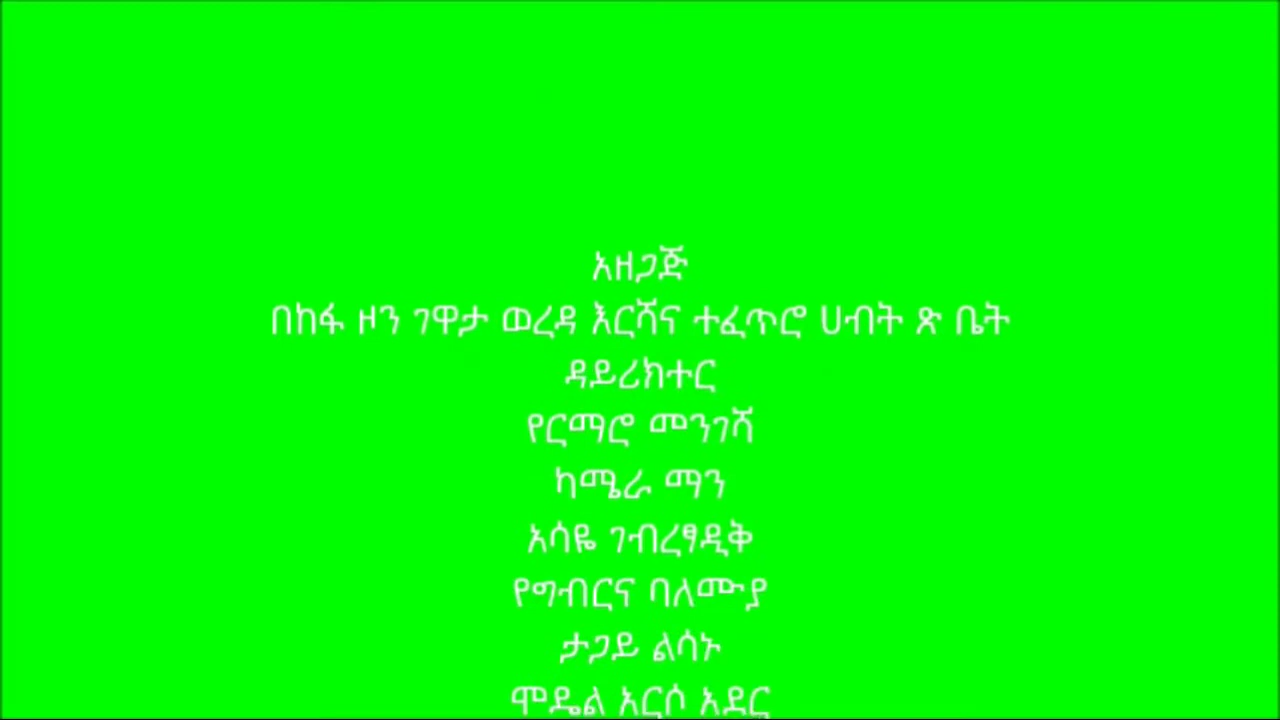 አዘጋጅ
በከፋ ዞን ገዋታ ወረዳ እርሻና ተፈጥሮ ሀብት ጽ ቤት
ዳይሪክተር
የርማሮ መንገሻ
ካሜራ ማን
አሳዬ ገብረፃዲቅ
የግብርና ባለሙያ
ታጋይ ልሳኑ
ሞዴል አርሶ አደር